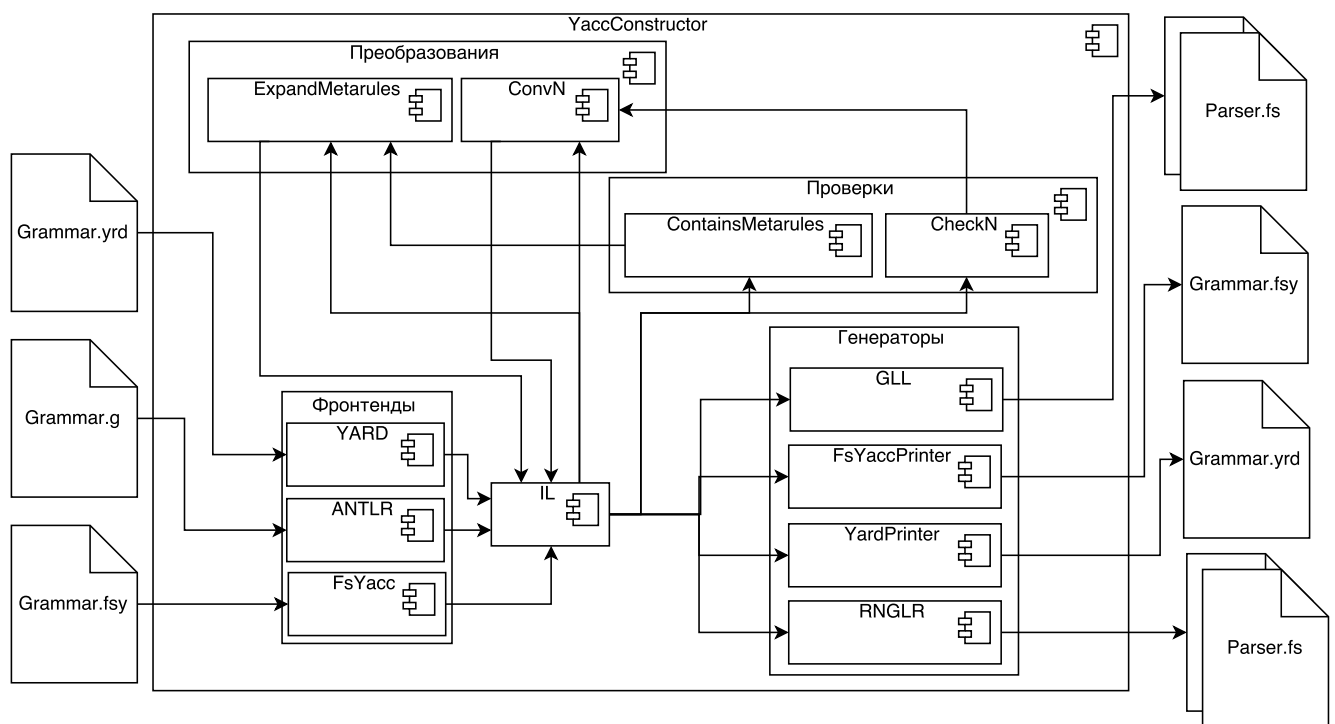 YaccConstructor
Преобразования
ExpandMetarules
ConvN
Parser.fs
Проверки
ContainsMetarules
CheckN
Grammar.yrd
Grammar.fsy
Генераторы
GLL
Фронтенды
Grammar.g
YARD
FsYaccPrinter
Grammar.yrd
IL
ANTLR
YardPrinter
FsYacc
Grammar.fsy
RNGLR
Parser.fs